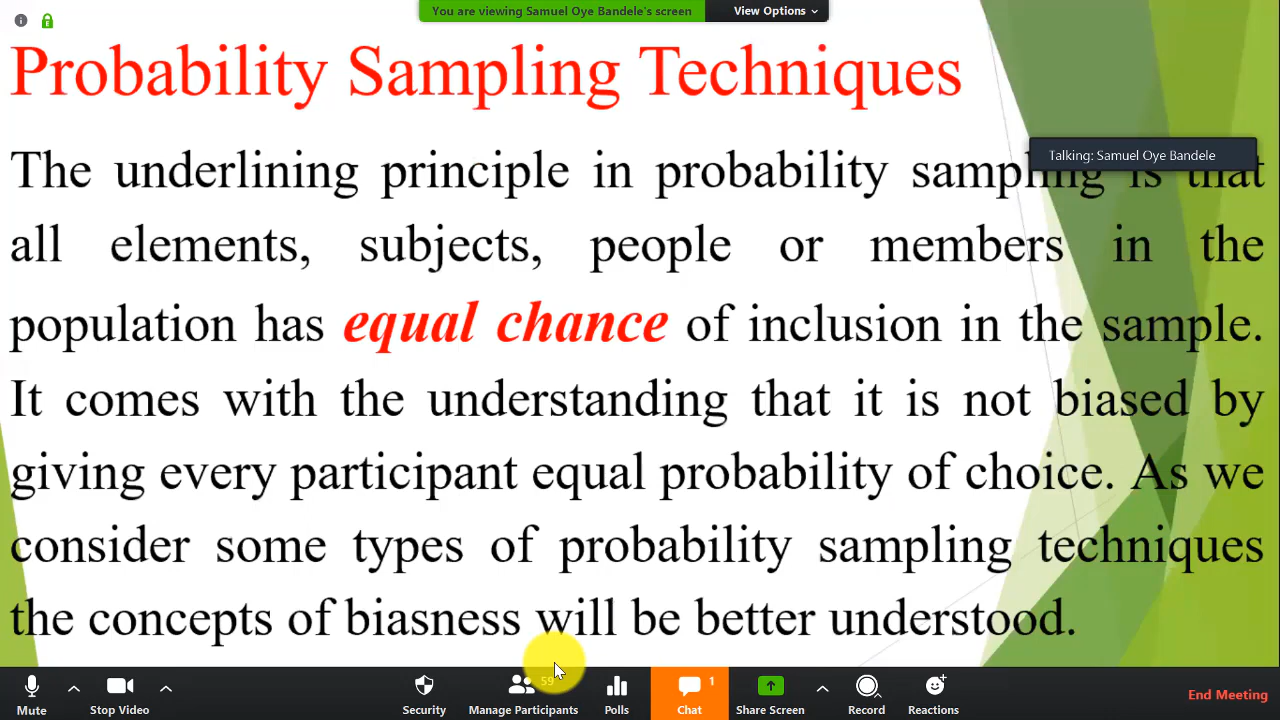 You are viewing Samuel Oye Bandele's screen
View Options
Probability Sampling Techniques
Talking: Samuel Oye Bandele
The underlining principle in probability sampling is that
all elements, subjects, people or members in the
population has equal chance of inclusion in the sample.
It comes with the understanding that it is not biased by
giving every participant equal probability of choice. As we
consider some types of probability sampling techniques
the concepts of biasness will be better understood.
Mute
Stop Video
Security
59
Manage Participants
Polls
1
Chat
Share Screen
Record
Reactions
End Meeting